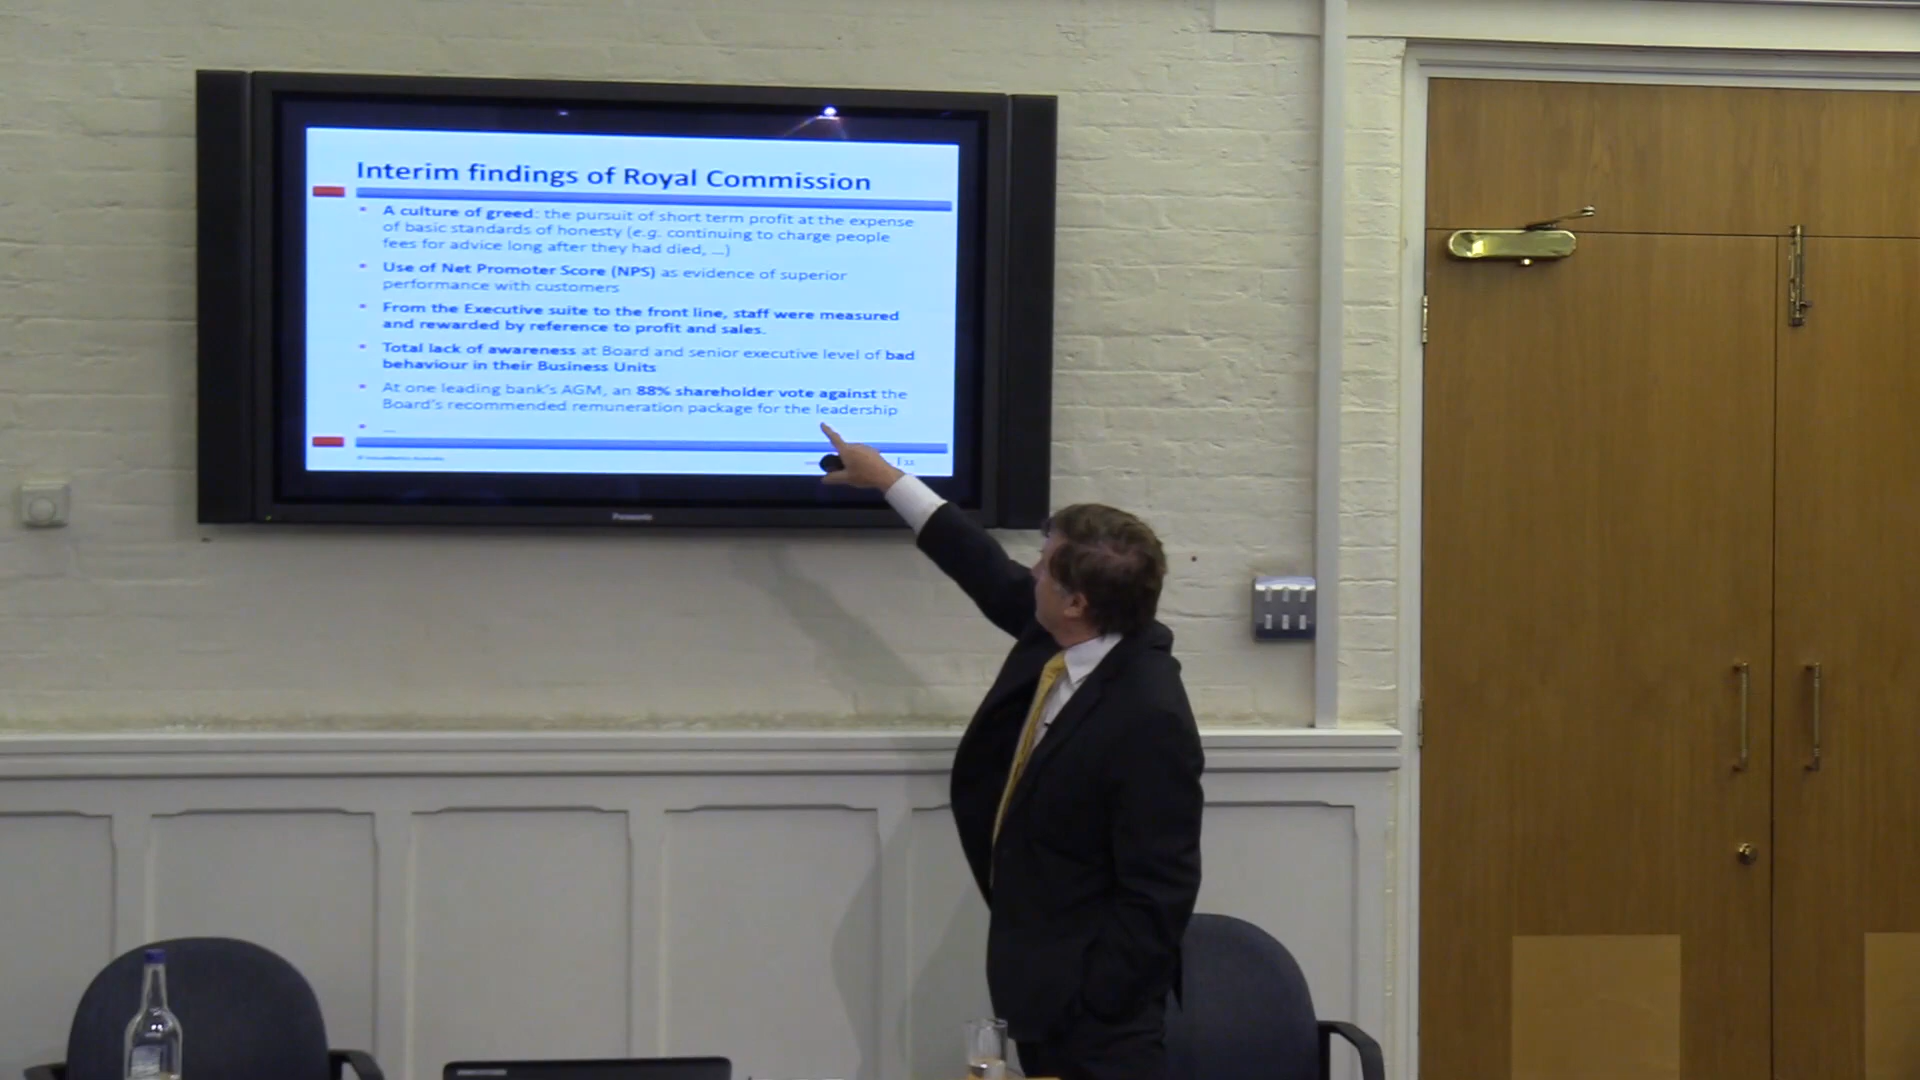 Interim findings of Royal Commission
• A culture of greed: the pursuit of short term profit at the expense
of basic standards of honesty (e.g. continuing to charge people
fees for advice long after they had died, ...)
• Use of Net Promoter Score (NPS) as evidence of superior
performance with customers
• From the Executive suite to the front line, staff were measured
and rewarded by reference to profit and sales.
• Total lack of awareness at Board and senior executive level of bad
behaviour in their Business Units
• At one leading bank's AGM, an 88% shareholder vote against the
Board's recommended remuneration package for the leadership
• ...
Panasonic